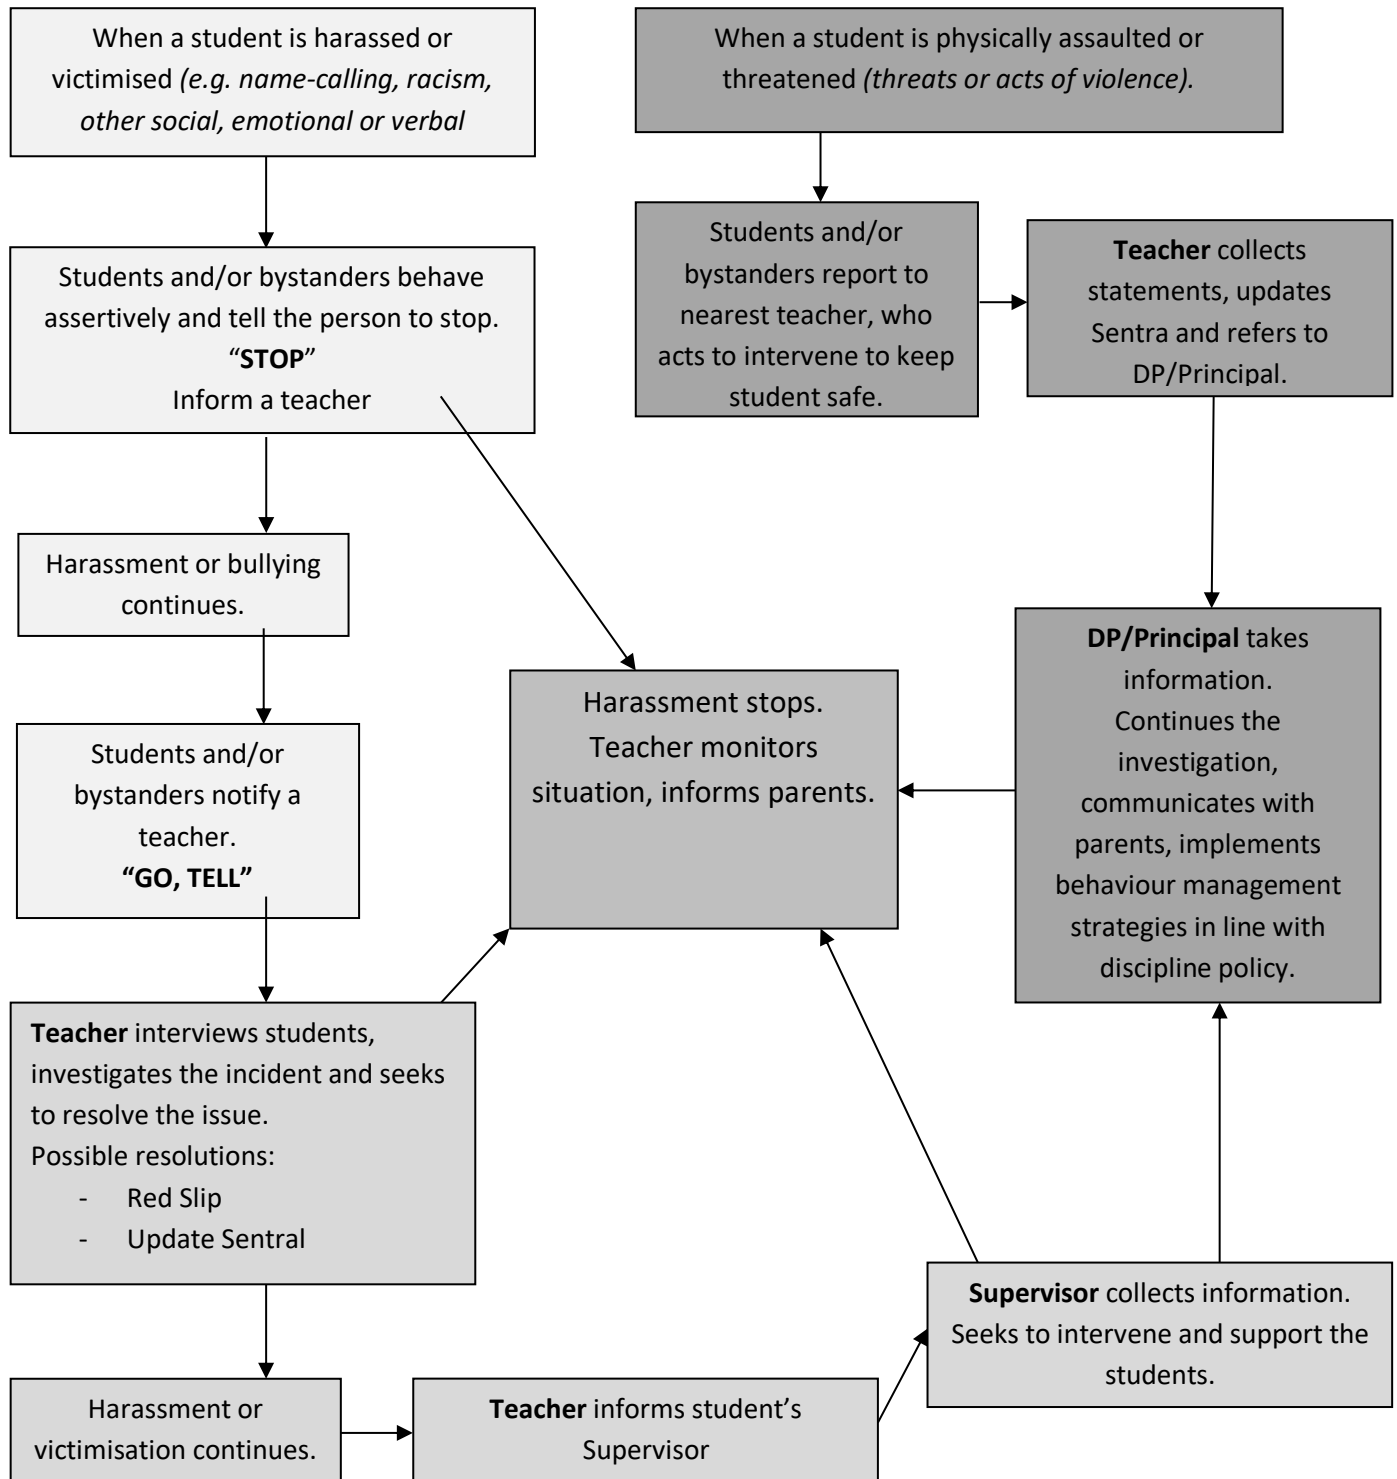 When a student is harassed or
victimised (e.g. name-calling, racism,
other social, emotional or verbal
When a student is physically assaulted or
threatened (threats or acts of violence).
Students and/or bystanders behave
assertively and tell the person to stop.
“STOP”
Inform a teacher
Students and/or
bystanders report to
nearest teacher, who
acts to intervene to keep
student safe.
Teacher collects
statements, updates
Sentra and refers to
DP/Principal.
Harassment or bullying
continues.
Students and/or
bystanders notify a
teacher.
“GO, TELL”
Harassment stops.
Teacher monitors
situation, informs parents.
DP/Principal takes
information.
Continues the
investigation,
communicates with
parents, implements
behaviour management
strategies in line with
discipline policy.
Teacher interviews students,
investigates the incident and seeks
to resolve the issue.
Possible resolutions:
- Red Slip
- Update Sentral
Supervisor collects information.
Seeks to intervene and support the
students.
Harassment or
victimisation continues.
Teacher informs student’s
Supervisor